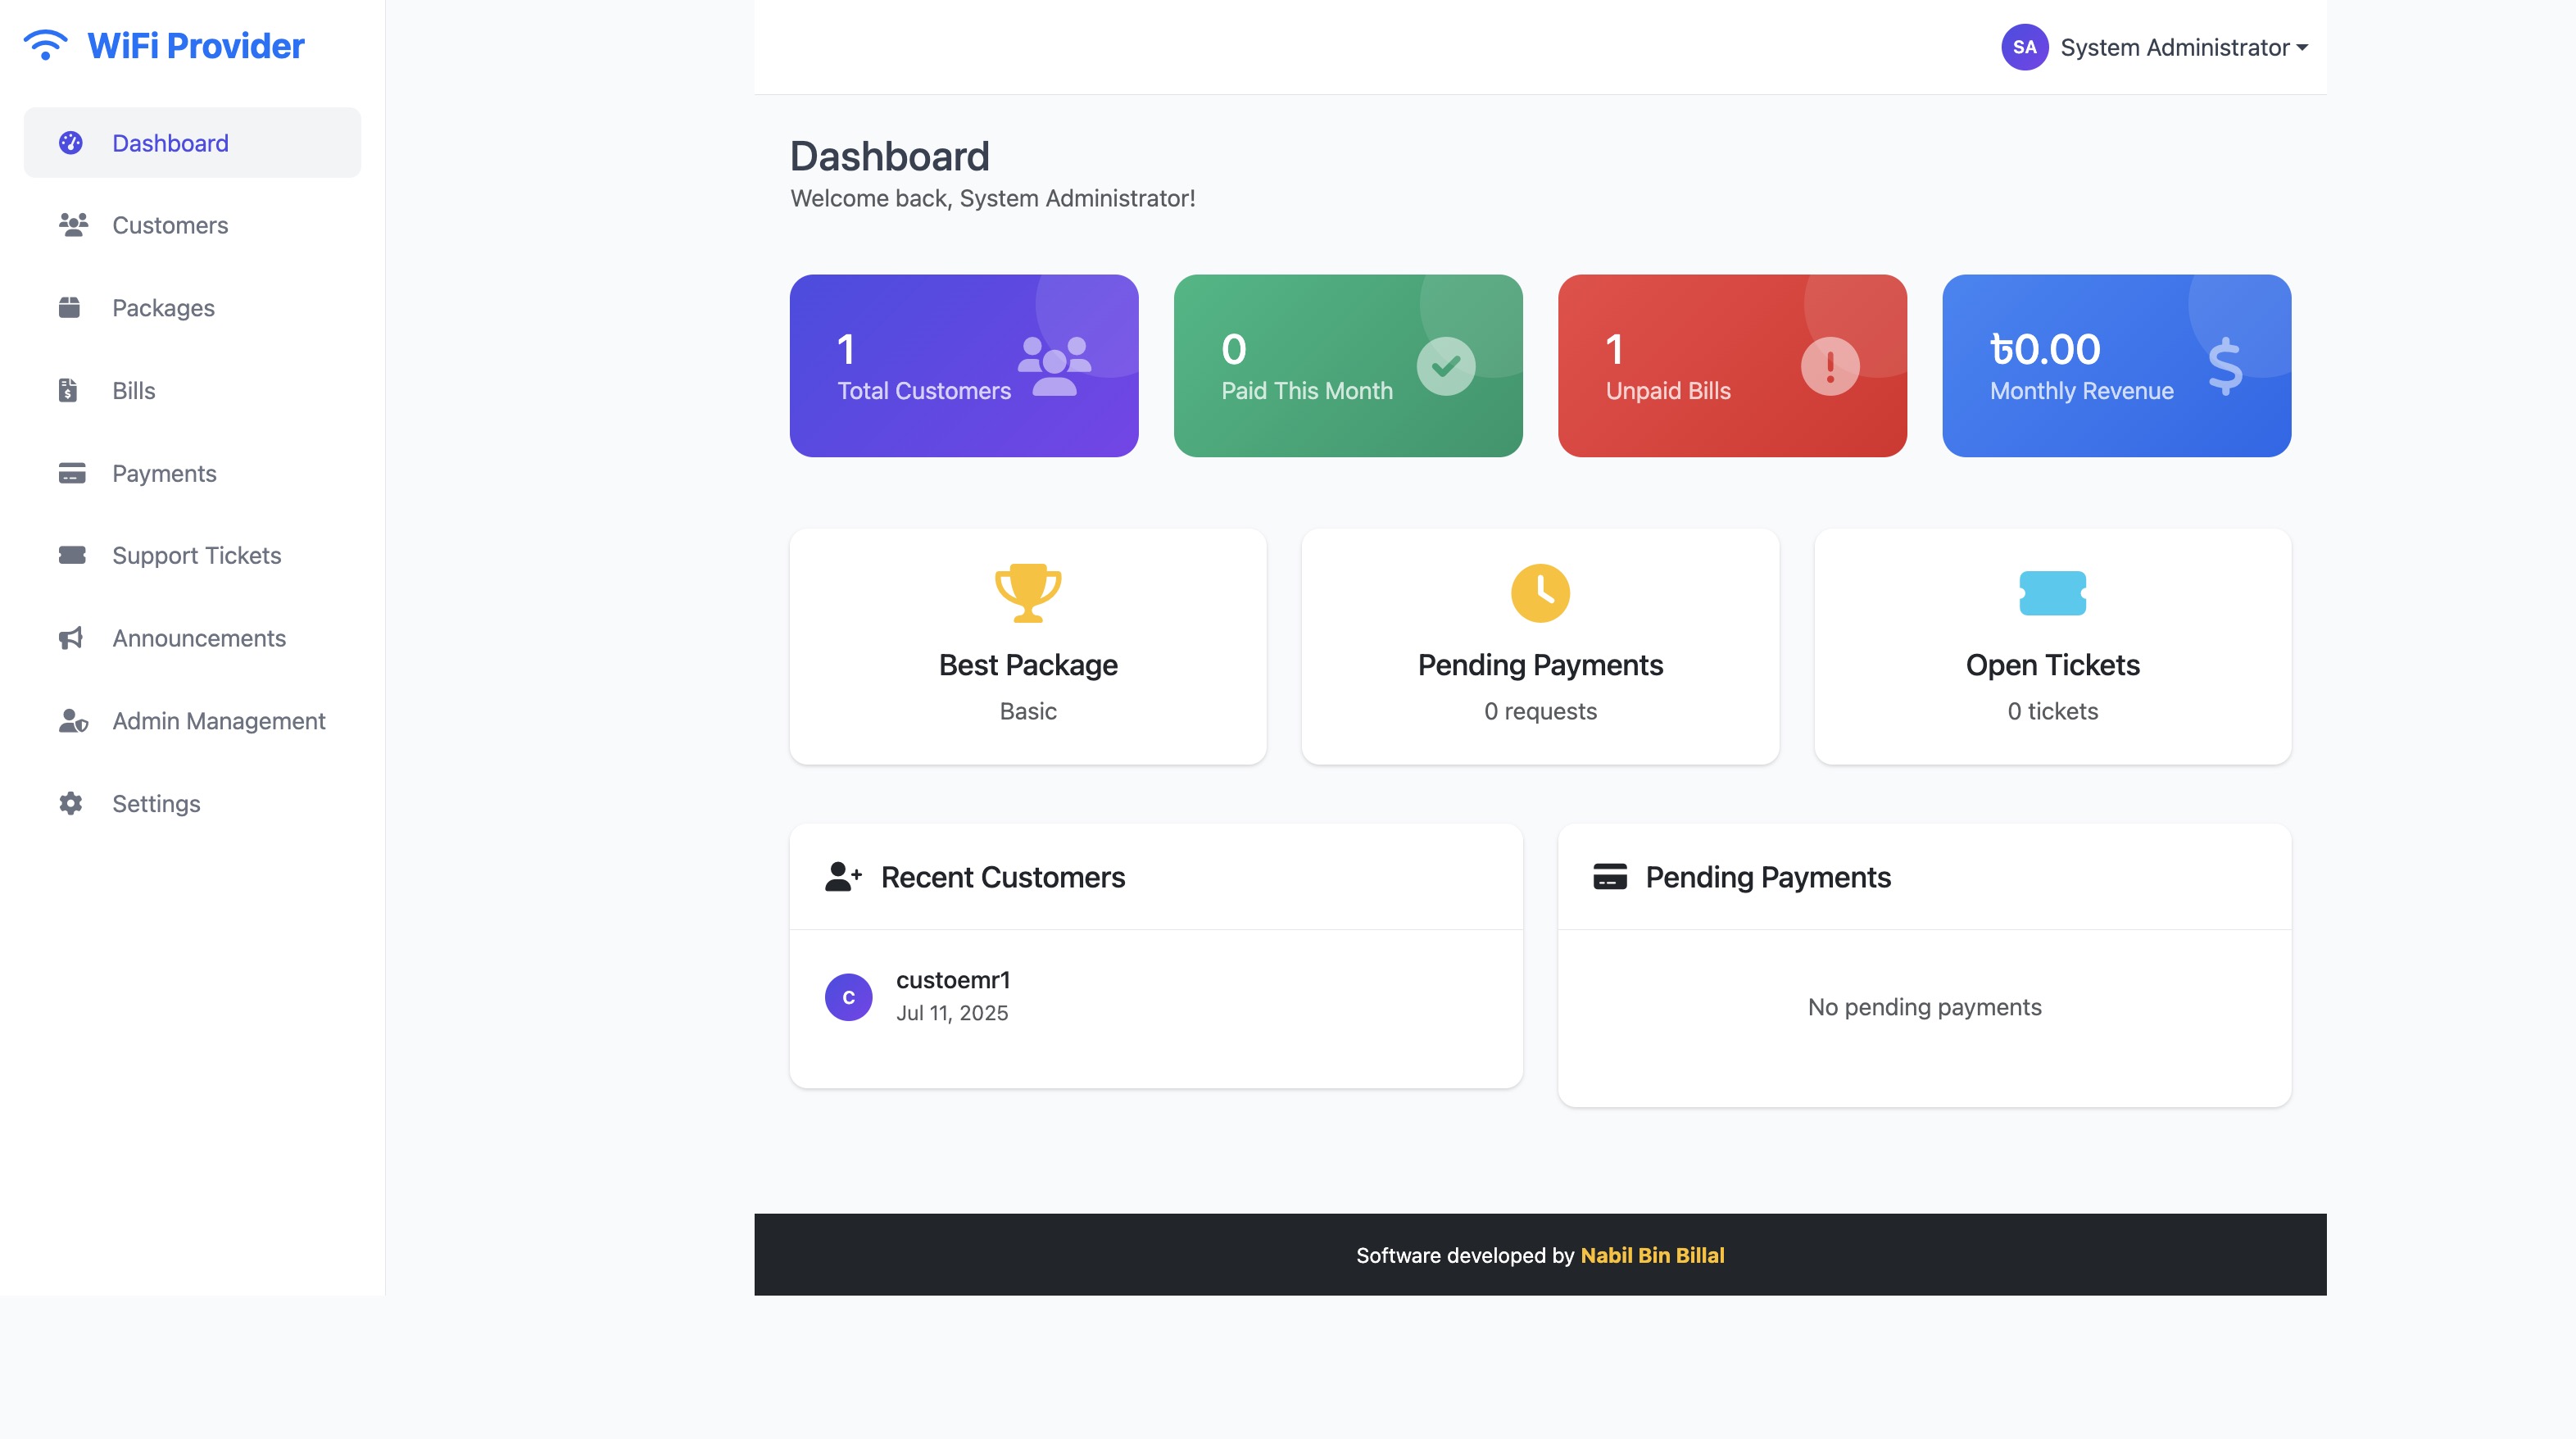 WiFi Provider
SA System Administrator
Dashboard
Customers
Packages
Bills
Payments
Support Tickets
Announcements
Admin Management
Settings
Dashboard
Welcome back, System Administrator!
1
Total Customers
0
Paid This Month
1
Unpaid Bills
৳0.00
Monthly Revenue
Best Package
Basic
Pending Payments
0 requests
Open Tickets
0 tickets
Recent Customers
C
custoemr1
Jul 11, 2025
Pending Payments
No pending payments
Software developed by Nabil Bin Billal